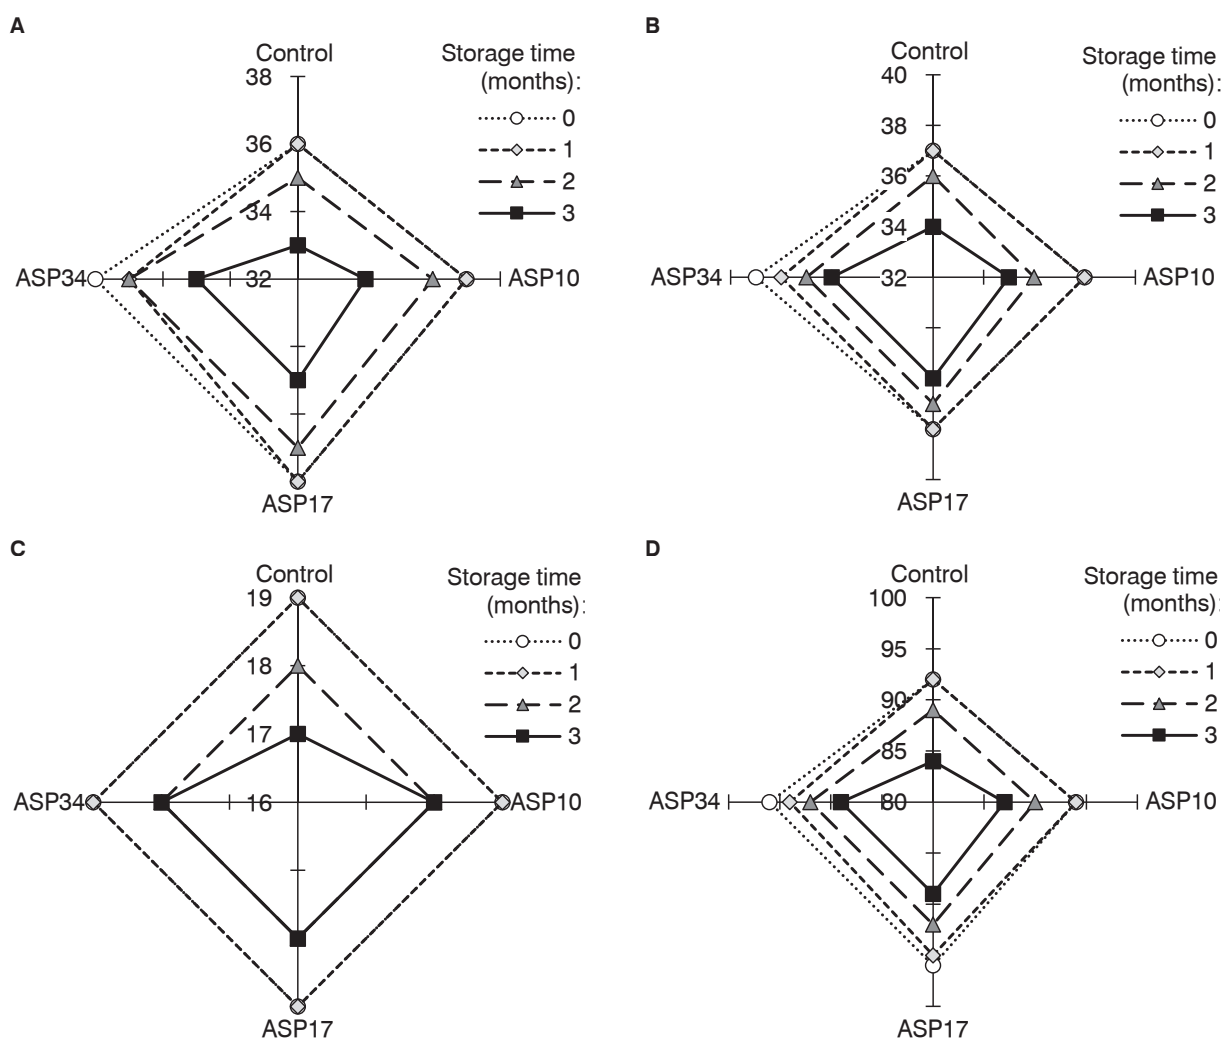 A
Control
Storage time
(months):
0
1
2
3
38
36
34
32
ASP34
ASP10
ASP17
B
Control
Storage time
(months):
0
1
2
3
40
38
36
34
32
ASP34
ASP10
ASP17
C
Control
Storage time
(months):
0
1
2
3
19
18
17
16
ASP34
ASP10
ASP17
D
Control
Storage time
(months):
0
1
2
3
100
95
90
85
80
ASP34
ASP10
ASP17